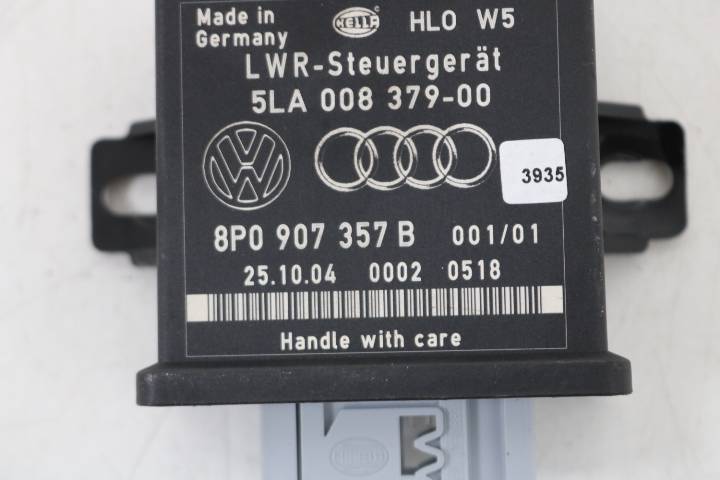 Made in
Germany
HELLA
HLO W5
LWR-Steuergerät
5LA 008 379-00
3935
8P0 907 357 B 001/01
25.10.04 0002 0518
Handle with care
HELLA